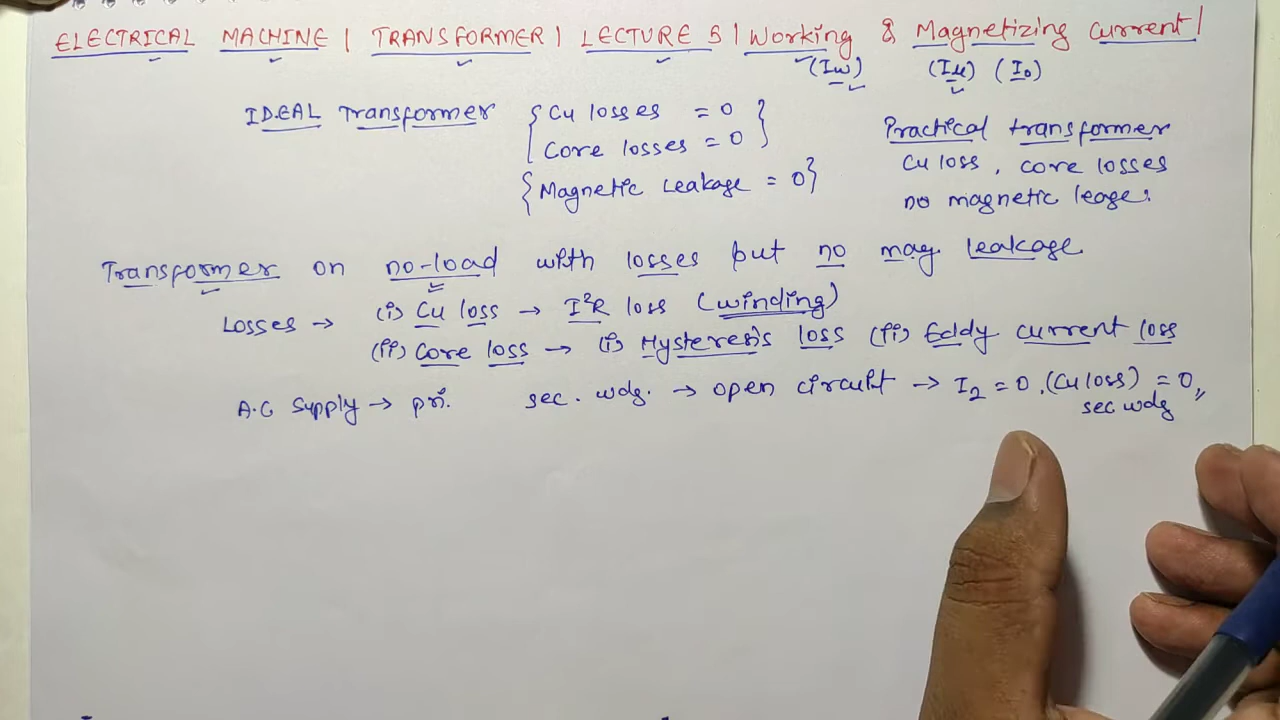 ELECTRICAL MACHINE | TRANSFORMER | LECTURE 5 | Working & Magnetizing Current |
(Iw) (Iμ) (I₀)
IDEAL Transformer { Cu losses = 0 }
Core losses = 0
{Magnetic Leakage = 0}
Practical transformer
Cu loss, core losses
no magnetic leage.
Transformer on no-load with losses but no mag leakage
Losses → (i) Cu loss → I²R loss (winding)
(ii) Core loss → (i) Hysteresis loss (ii) Eddy current loss
A.C supply → pri. sec. wdg. → open circuit → I₂ = 0. (Cu loss) = 0,,
sec wdg